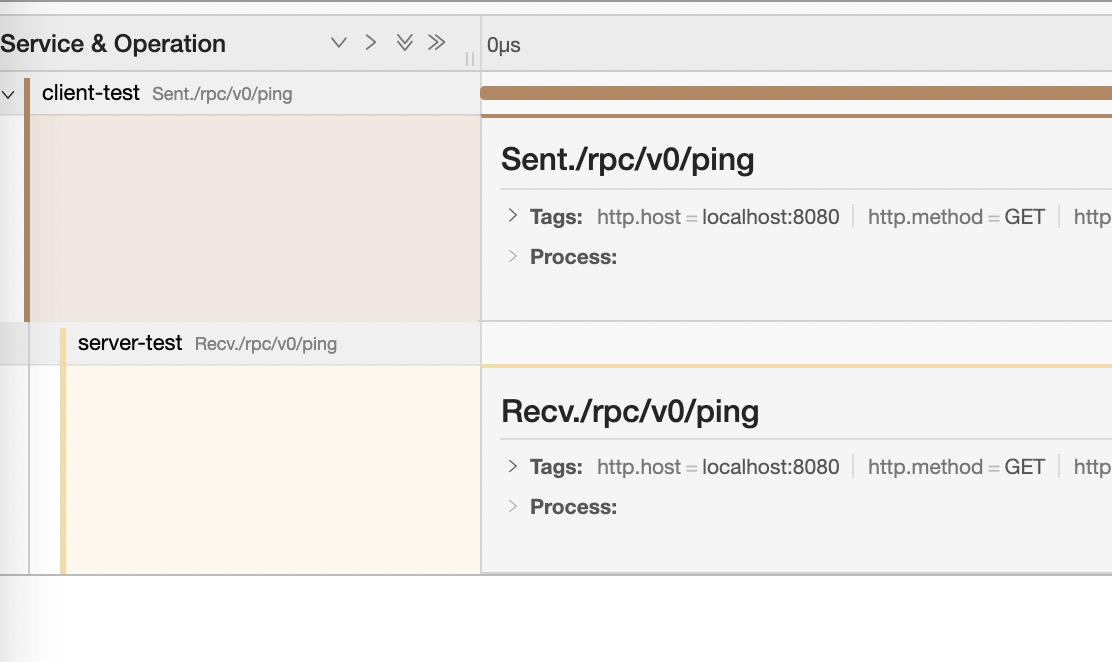 Service & Operation 0μs
client-test Sent./rpc/v0/ping
Sent./rpc/v0/ping
Tags: http.host = localhost:8080 http.method = GET http
Process:
server-test Recv./rpc/v0/ping
Recv./rpc/v0/ping
Tags: http.host = localhost:8080 http.method = GET http
Process: